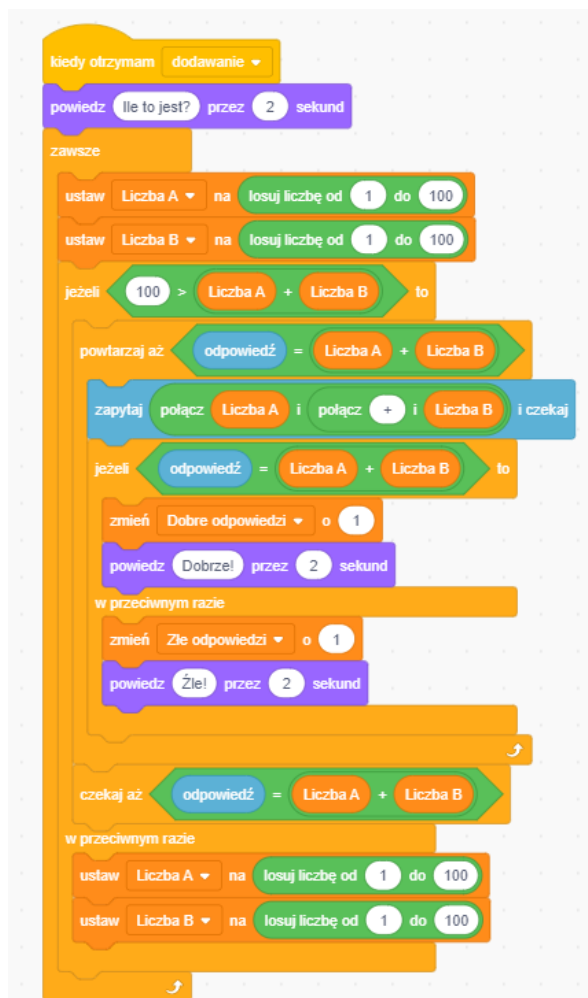 kiedy otrzymam dodawanie
powiedz Ile to jest? przez 2 sekund
zawsze
ustaw Liczba A na losuj liczbę od 1 do 100
ustaw Liczba B na losuj liczbę od 1 do 100
jeżeli 100 > Liczba A + Liczba B to
powtarzaj aż odpowiedź = Liczba A + Liczba B
zapytaj połącz Liczba A i połącz + i Liczba B i czekaj
jeżeli odpowiedź = Liczba A + Liczba B to
zmień Dobre odpowiedzi o 1
powiedz Dobrze! przez 2 sekund
w przeciwnym razie
zmień Złe odpowiedzi o 1
powiedz Źle! przez 2 sekund
czekaj aż odpowiedź = Liczba A + Liczba B
w przeciwnym razie
ustaw Liczba A na losuj liczbę od 1 do 100
ustaw Liczba B na losuj liczbę od 1 do 100